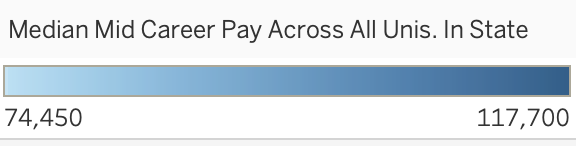 Median Mid Career Pay Across All Unis. In State
74,450 117,700